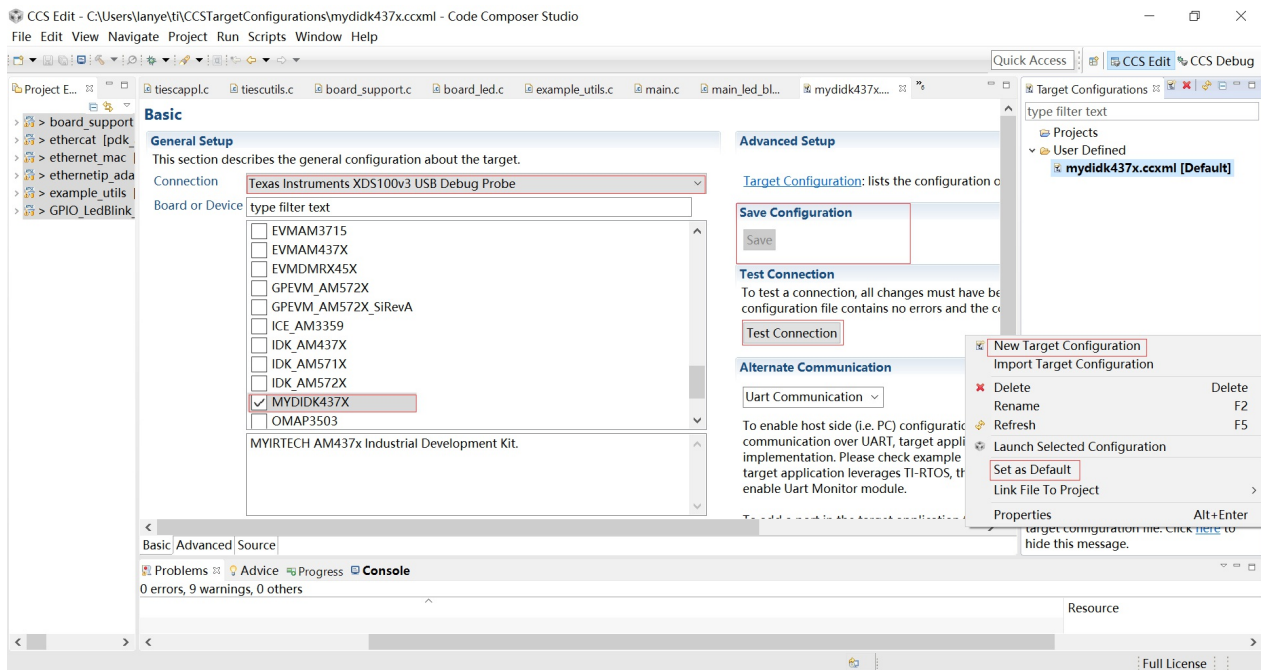 CCS Edit - C:\Users\lanye\ti\CCSTargetConfigurations\mydidk437x.ccxml - Code Composer Studio
File Edit View Navigate Project Run Scripts Window Help
Quick Access
CCS Edit
CCS Debug
Project E...
tiescappl.c
tiescutils.c
board_support.c
board_led.c
example_utils.c
main.c
main_led_bl...
mydidk437x....
Target Configurations
> board_support
> ethercat [pdk_
> ethernet_mac [
> ethernetip_ada
> example_utils [
> GPIO_LedBlink_
Basic
General Setup
This section describes the general configuration about the target.
Connection
Texas Instruments XDS100v3 USB Debug Probe
Board or Device
type filter text
EVMAM3715
EVMAM437X
EVMDMRX45X
GPEVM_AM572X
GPEVM_AM572X_SiRevA
ICE_AM3359
IDK_AM437X
IDK_AM571X
IDK_AM572X
MYDIDK437X
OMAP3503
MYIRTECH AM437x Industrial Development Kit.
Advanced Setup
Target Configuration: lists the configuration o
Save Configuration
Save
Test Connection
To test a connection, all changes must have be
configuration file contains no errors and the co
Test Connection
Alternate Communication
Uart Communication
To enable host side (i.e. PC) configuratio
communication over UART, target appli
implementation. Please check example
target application leverages TI-RTOS, th
enable Uart Monitor module.
To add a port in the target application
type filter text
Projects
User Defined
mydidk437x.ccxml [Default]
New Target Configuration
Import Target Configuration
Delete Delete
Rename F2
Refresh F5
Launch Selected Configuration
Set as Default
Link File To Project
Properties Alt+Enter
target configuration file. Click here to
hide this message.
Basic Advanced Source
Problems
Advice
Progress
Console
0 errors, 9 warnings, 0 others
Resource
Full License